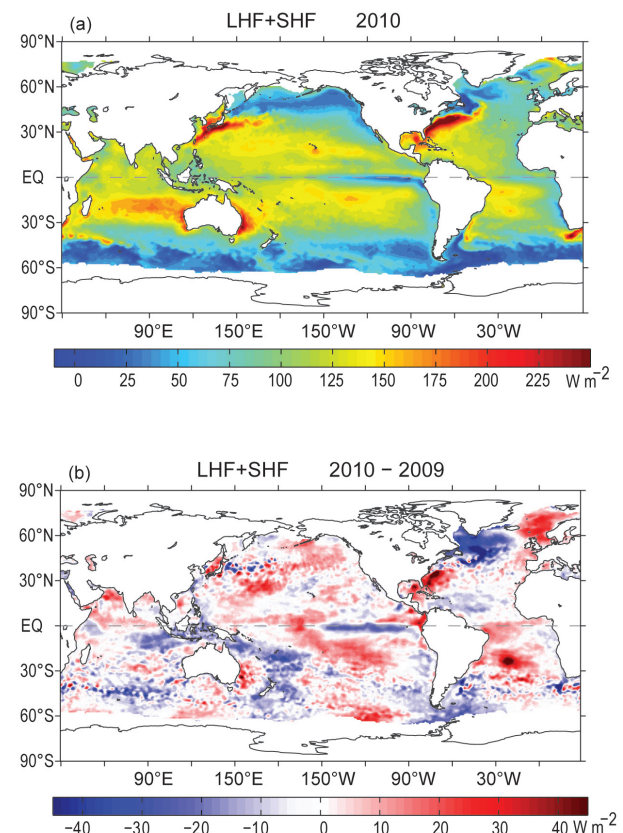 (a) LHF+SHF 2010
90°N
60°N
30°N
EQ
30°S
60°S
90°S
90°E 150°E 150°W 90°W 30°W
0 25 50 75 100 125 150 175 200 225 W m−2
(b) LHF+SHF 2010 − 2009
90°N
60°N
30°N
EQ
30°S
60°S
90°S
90°E 150°E 150°W 90°W 30°W
−40 −30 −20 −10 0 10 20 30 40 W m−2